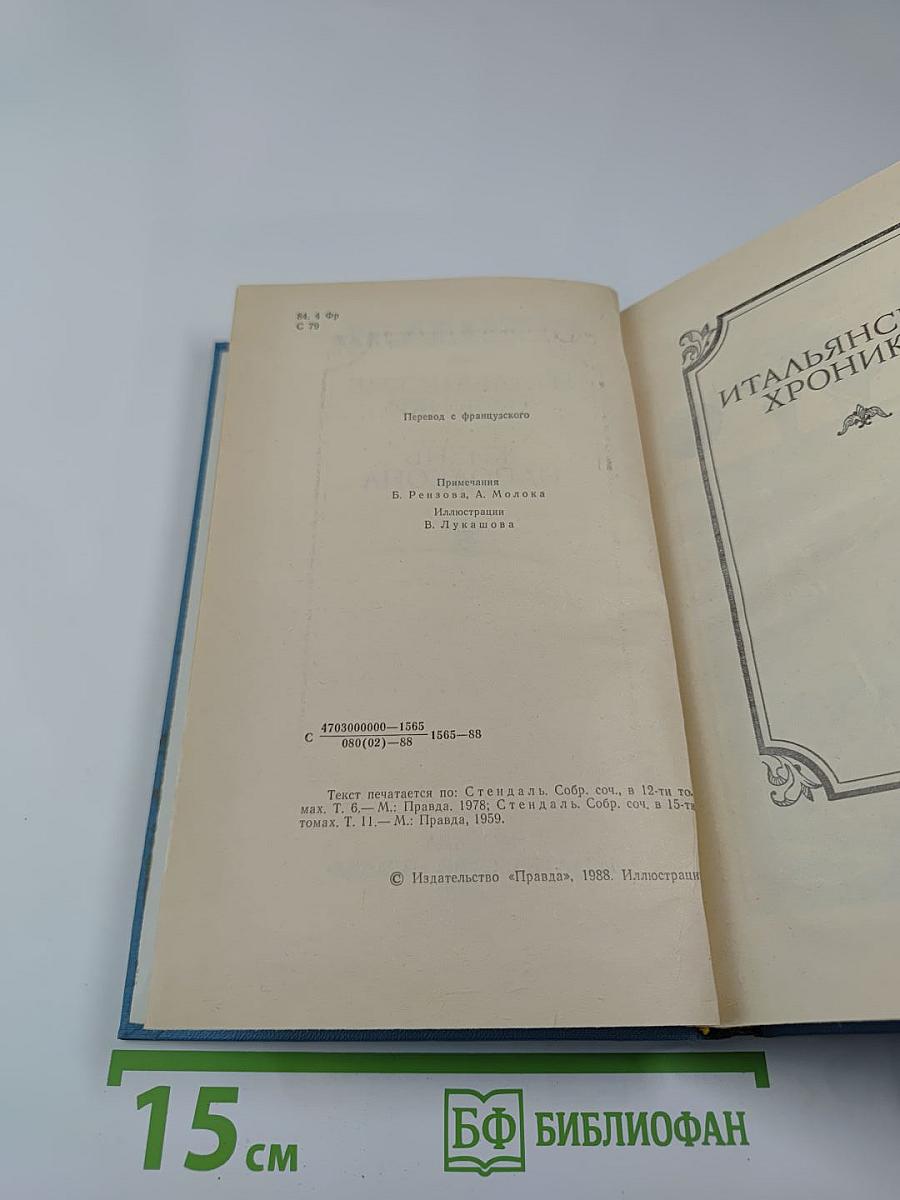 84. 4 Фр
С 79
Перевод с французского
Примечания
Б. Рензова, А. Молока
Иллюстрации
В. Лукашова
С 4703000000—1565
080(02)—88 1565—88
Текст печатается по: Стендаль. Собр. соч., в 12-ти то-
мах. Т. 6.— М.: Правда. 1978; Стендаль. Собр. соч. в 15-ти
томах. Т. 11.— М.: Правда, 1959.
© Издательство «Правда», 1988. Иллюстраци
ИТАЛЬЯНС
ХРОНИК
15 см
БФ БИБЛИОФАН